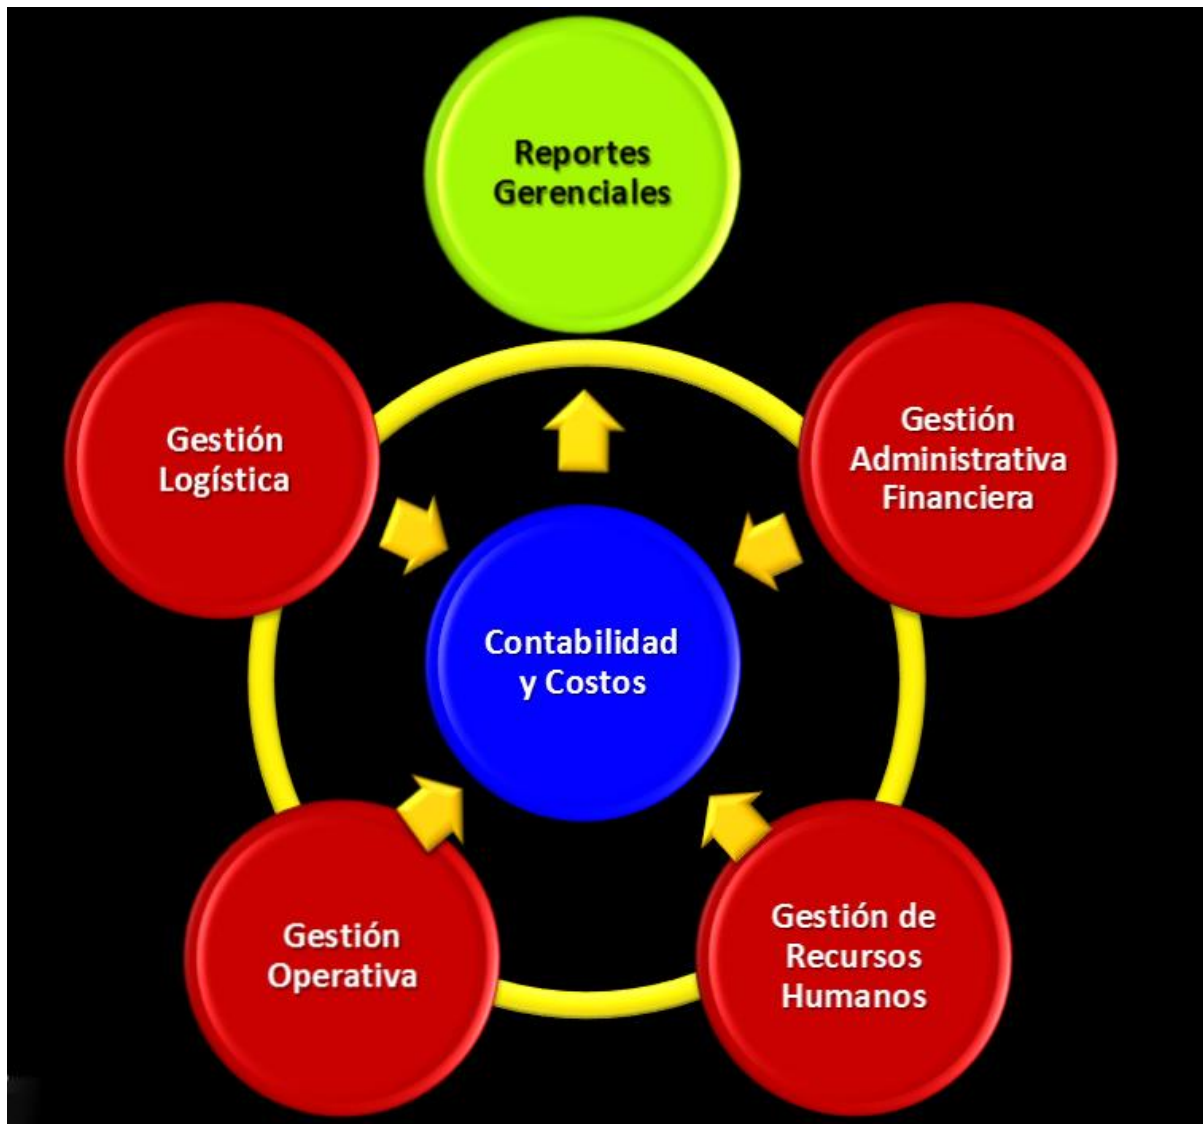 Reportes
Gerenciales
Gestión
Logística
Gestión
Administrativa
Financiera
Contabilidad
y Costos
Gestión
Operativa
Gestión de
Recursos
Humanos